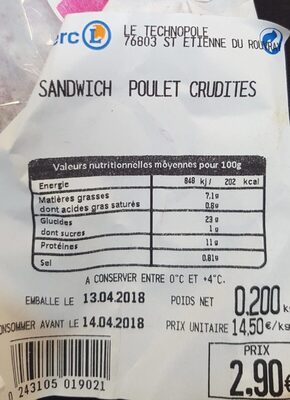 erc L LE TECHNOPOLE
76803 ST ETIENNE DU ROUVRAY
SANDWICH POULET CRUDITES
Valeurs nutritionnelles moyennes pour 100g
Energie 848 kj/ 202 kcal
Matières grasses 7.1g
dont acides gras saturés 0.8g
Glucides 23g
dont sucres 1g
Protéines 11g
Sel 0.81g
A CONSERVER ENTRE 0°C ET +4°C.
EMBALLE LE 13.04.2018 POIDS NET 0,200 kg
ONSOMMER AVANT LE 14.04.2018 PRIX UNITAIRE 14,50 €/kg
PRIX
2.90€
0 243105 019021